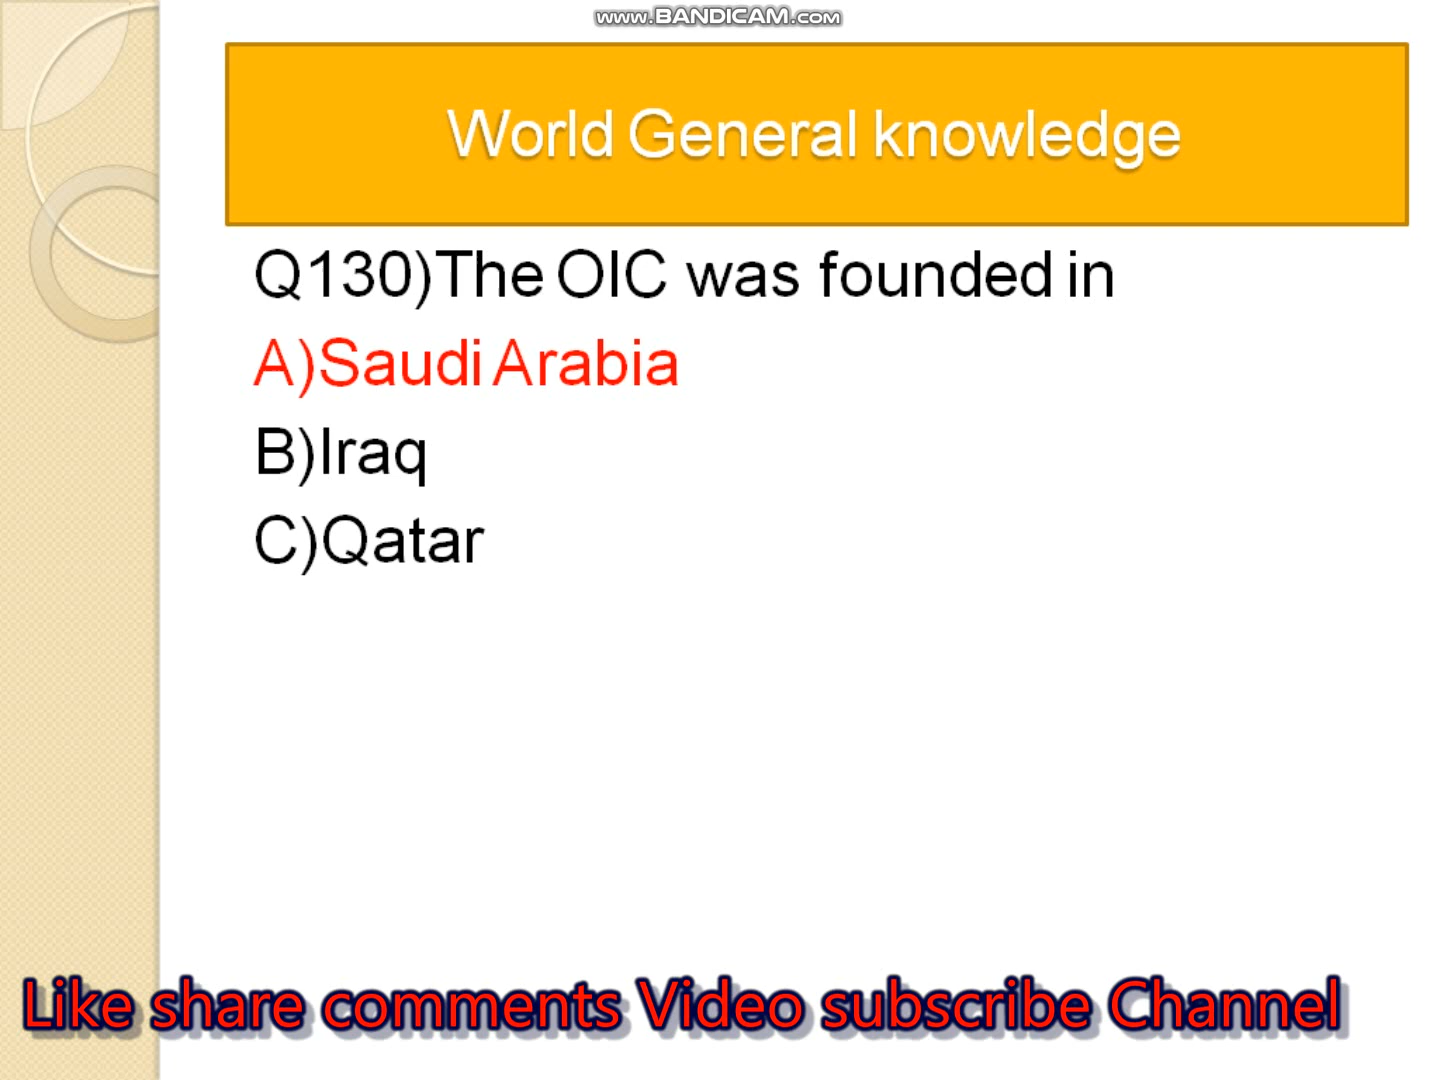 www.BANDICAM.com
World General knowledge
Q130)The OIC was founded in
A)Saudi Arabia
B)Iraq
C)Qatar
Like share comments Video subscribe Channel